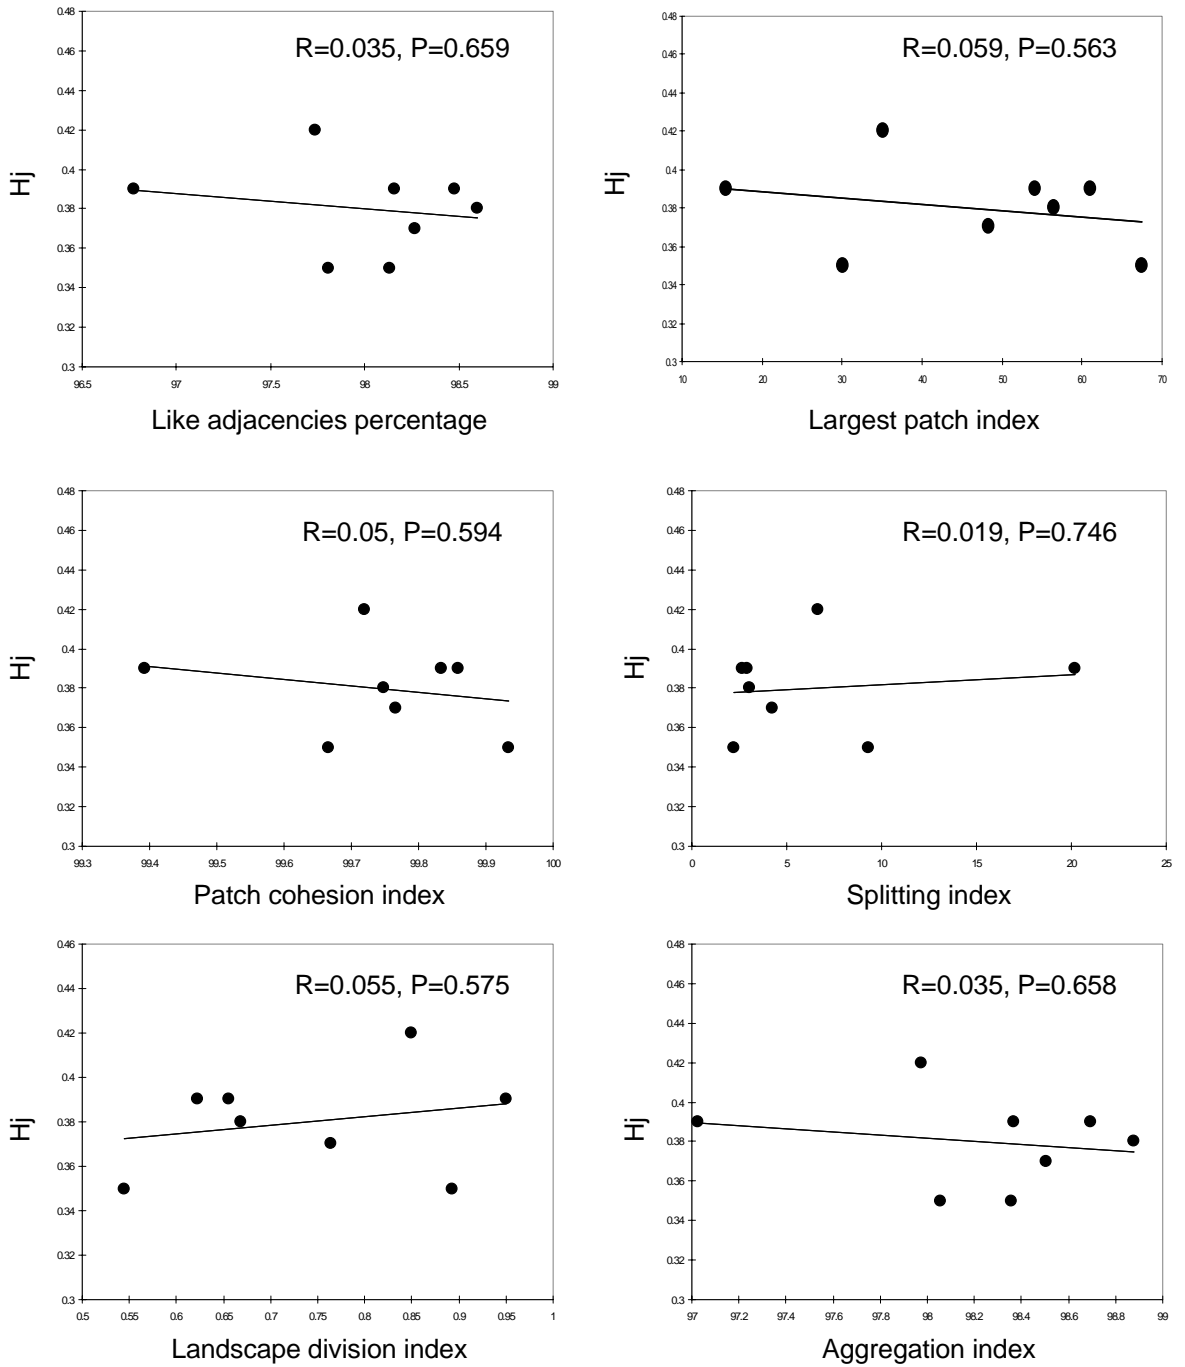 0.48
0.46
0.44
0.42
0.4
0.38
0.36
0.34
0.32
0.3
Hj
R=0.035, P=0.659
96.5 97 97.5 98 98.5 99
Like adjacencies percentage
0.48
0.46
0.44
0.42
0.4
0.38
0.36
0.34
0.32
0.3
Hj
R=0.059, P=0.563
10 20 30 40 50 60 70
Largest patch index
0.48
0.46
0.44
0.42
0.4
0.38
0.36
0.34
0.32
0.3
Hj
R=0.05, P=0.594
99.3 99.4 99.5 99.6 99.7 99.8 99.9 100
Patch cohesion index
0.48
0.46
0.44
0.42
0.4
0.38
0.36
0.34
0.32
0.3
Hj
R=0.019, P=0.746
0 5 10 15 20 25
Splitting index
0.46
0.44
0.42
0.4
0.38
0.36
0.34
0.32
0.3
Hj
R=0.055, P=0.575
0.5 0.55 0.6 0.65 0.7 0.75 0.8 0.85 0.9 0.95 1
Landscape division index
0.48
0.46
0.44
0.42
0.4
0.38
0.36
0.34
0.32
0.3
Hj
R=0.035, P=0.658
97 97.2 97.4 97.6 97.8 98 98.2 98.4 98.6 98.8 99
Aggregation index